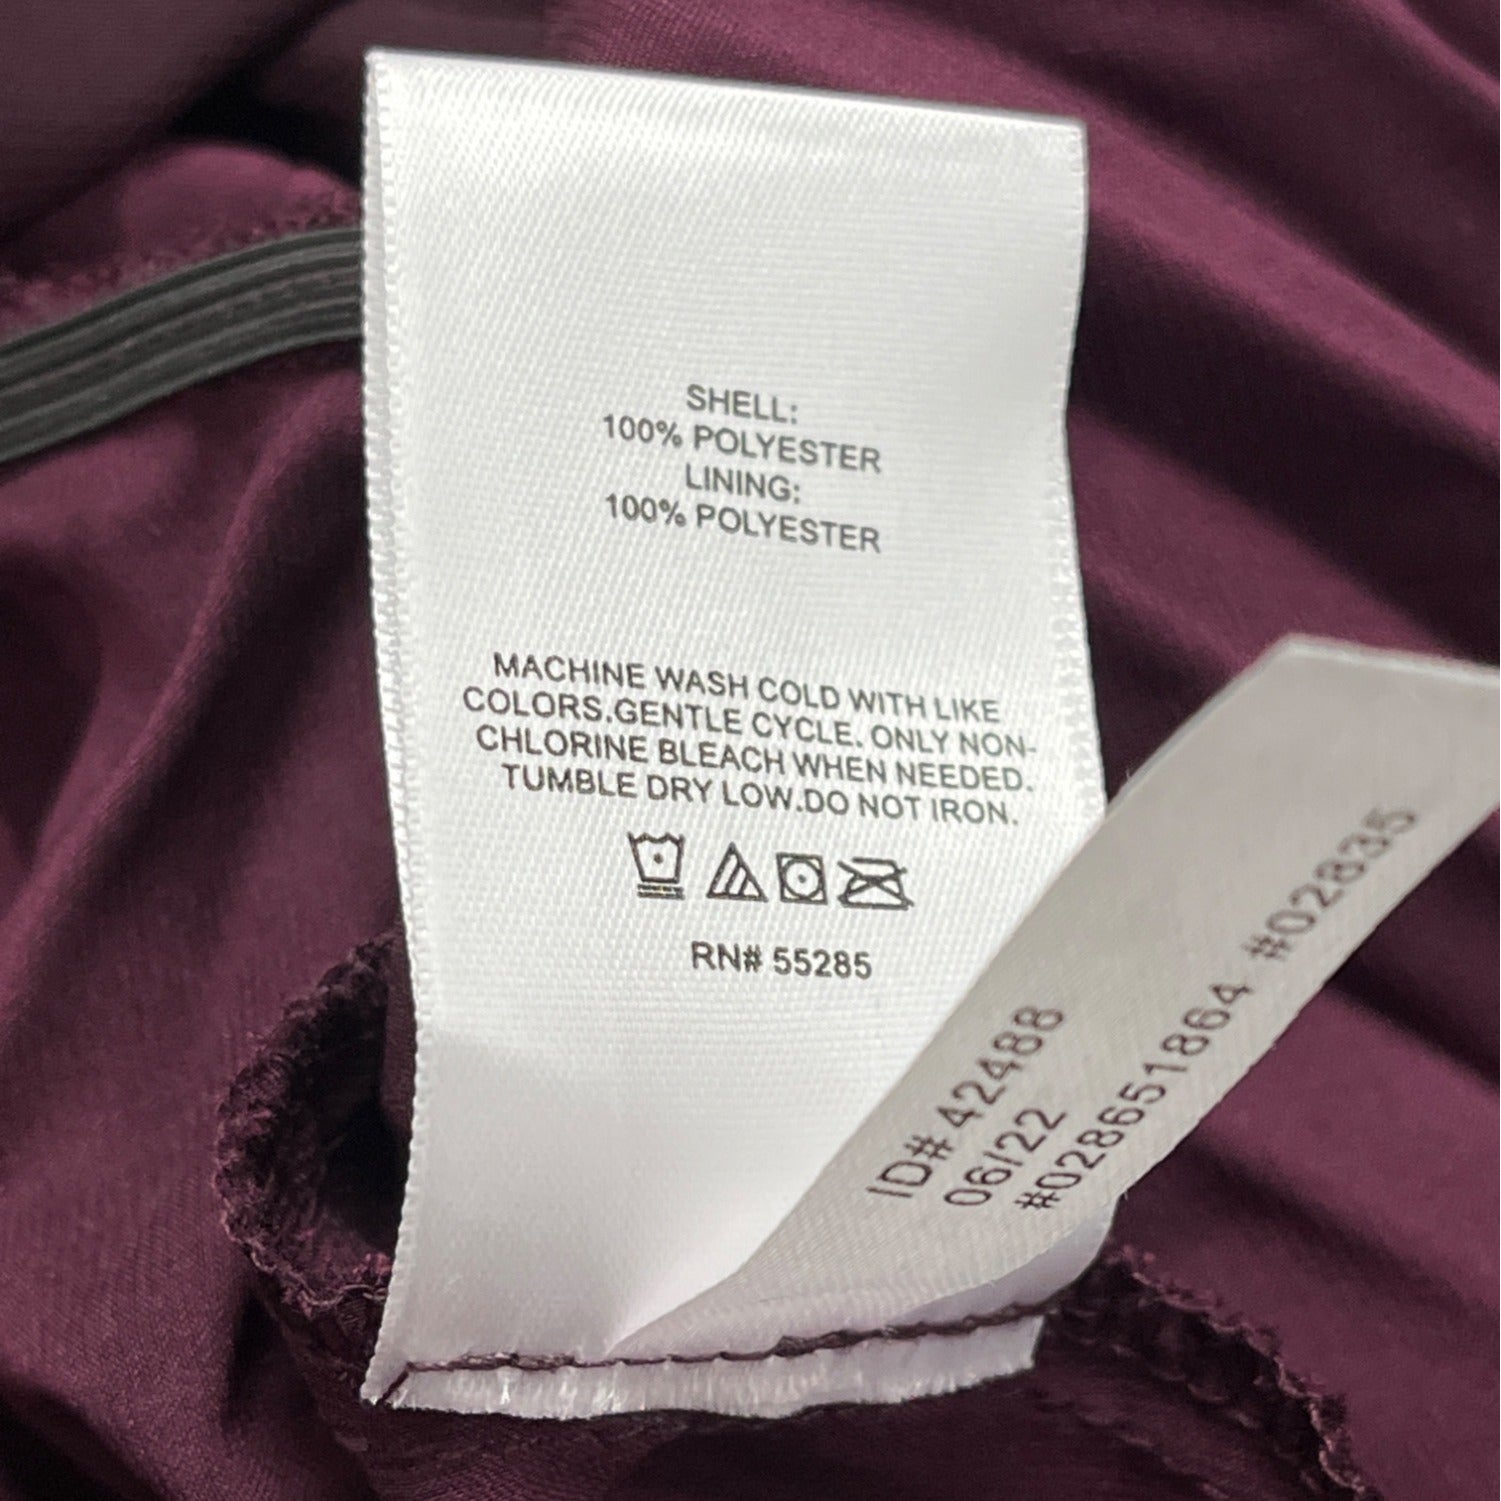 SHELL:
100% POLYESTER
LINING:
100% POLYESTER
MACHINE WASH COLD WITH LIKE
COLORS.GENTLE CYCLE. ONLY NON-
CHLORINE BLEACH WHEN NEEDED.
TUMBLE DRY LOW.DO NOT IRON.
RN# 55285
ID# 42488
06/22
#028651864 #02835